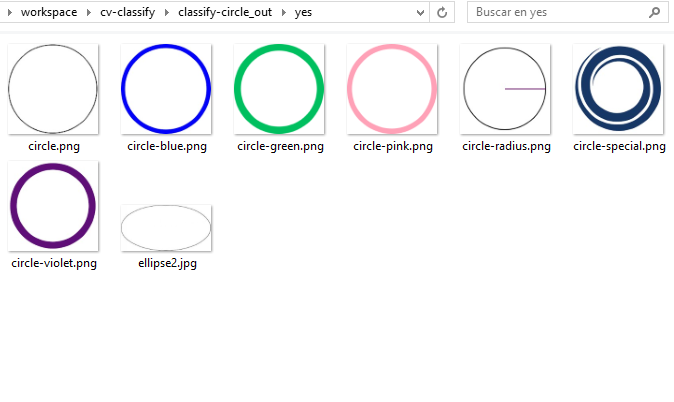 workspace cv-classify classify-circle_out yes Buscar en yes
circle.png circle-blue.png circle-green.png circle-pink.png circle-radius.png circle-special.png
circle-violet.png ellipse2.jpg